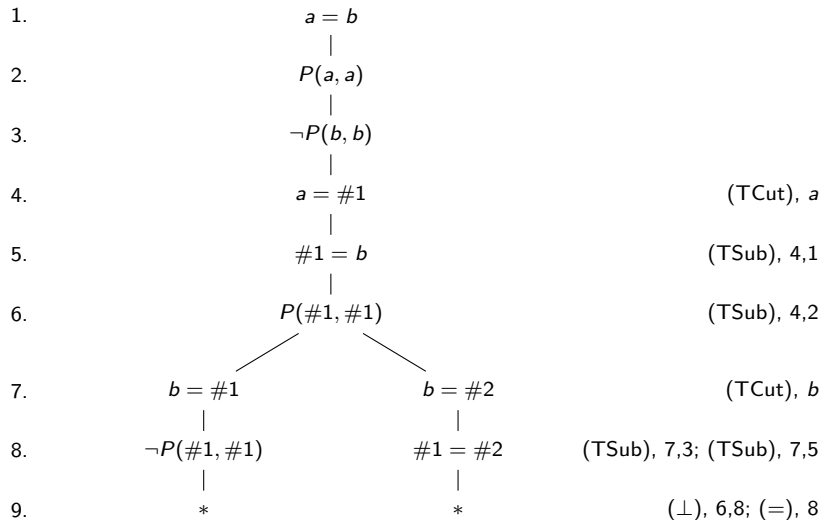 1. a = b
2. P(a, a)
3. ¬P(b, b)
4. a = #1 (TCut), a
5. #1 = b (TSub), 4,1
6. P(#1, #1) (TSub), 4,2
7. b = #1 b = #2 (TCut), b
8. ¬P(#1, #1) #1 = #2 (TSub), 7,3; (TSub), 7,5
9. * * (⊥), 6,8; (=), 8